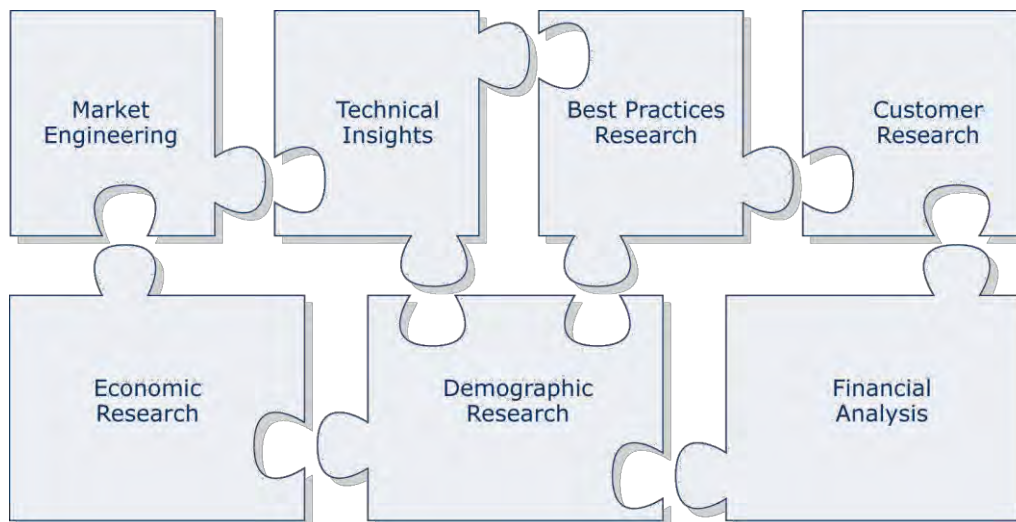 Market
Engineering
Technical
Insights
Best Practices
Research
Customer
Research
Economic
Research
Demographic
Research
Financial
Analysis